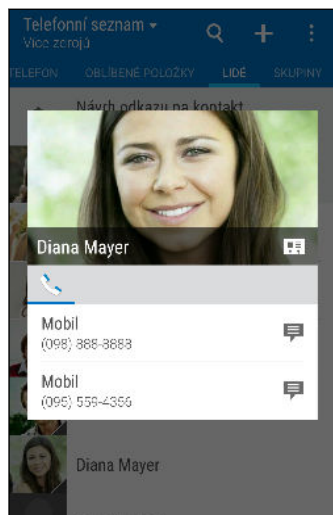 Telefonní seznam
Více zdrojů
TELEFON OBLÍBENÉ POLOŽKY LIDÉ SKUPINY
Návrh odkazu na kontakt
Diana Mayer
Mobil
(098) 888-8888
Mobil
(095) 559-4356
Diana Mayer